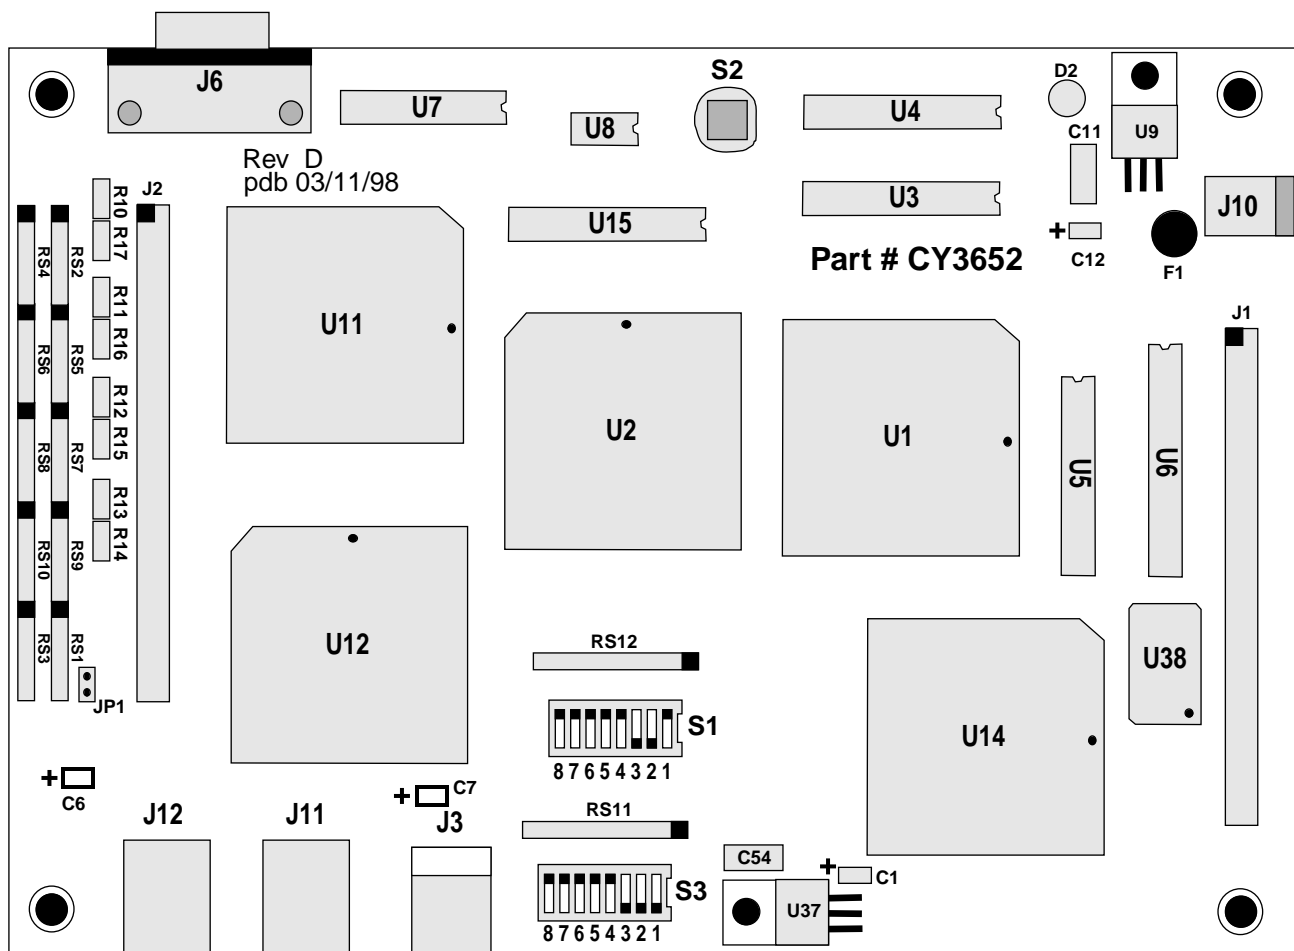 J6
U7
U8
S2
U4
D2
C11
U9
Rev D
pdb 03/11/98
J2
R10
R17
R11
R16
R12
R15
R13
R14
RS4
RS2
RS6
RS5
RS8
RS7
RS10
RS9
RS3
RS1
JP1
U15
U3
Part # CY3652
C12
F1
J10
J1
U11
U2
U1
U5
U6
U12
RS12
S1
8 7 6 5 4 3 2 1
U14
U38
C6
C7
J12
J11
J3
RS11
S3
8 7 6 5 4 3 2 1
C54
C1
U37